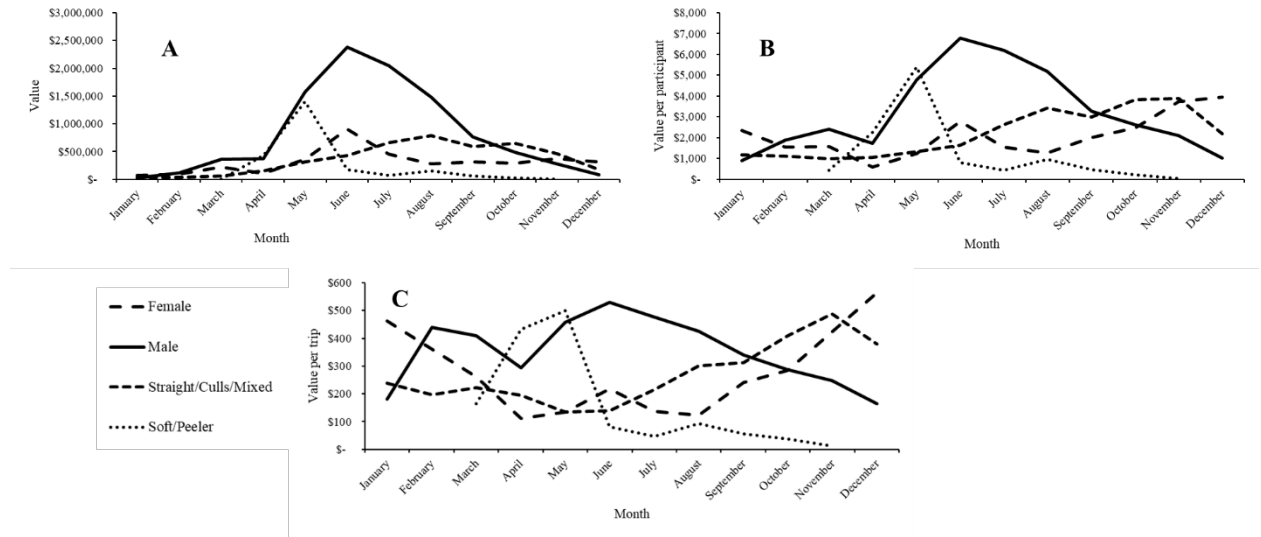 A
Value
$3,000,000
$2,500,000
$2,000,000
$1,500,000
$1,000,000
$500,000
$-
January
February
March
April
May
June
July
August
September
October
November
December
Month
B
Value per participant
$8,000
$7,000
$6,000
$5,000
$4,000
$3,000
$2,000
$1,000
$-
January
February
March
April
May
June
July
August
September
October
November
December
Month
Female
Male
Straight/Culls/Mixed
Soft/Peeler
C
Value per trip
$600
$500
$400
$300
$200
$100
$-
January
February
March
April
May
June
July
August
September
October
November
December
Month